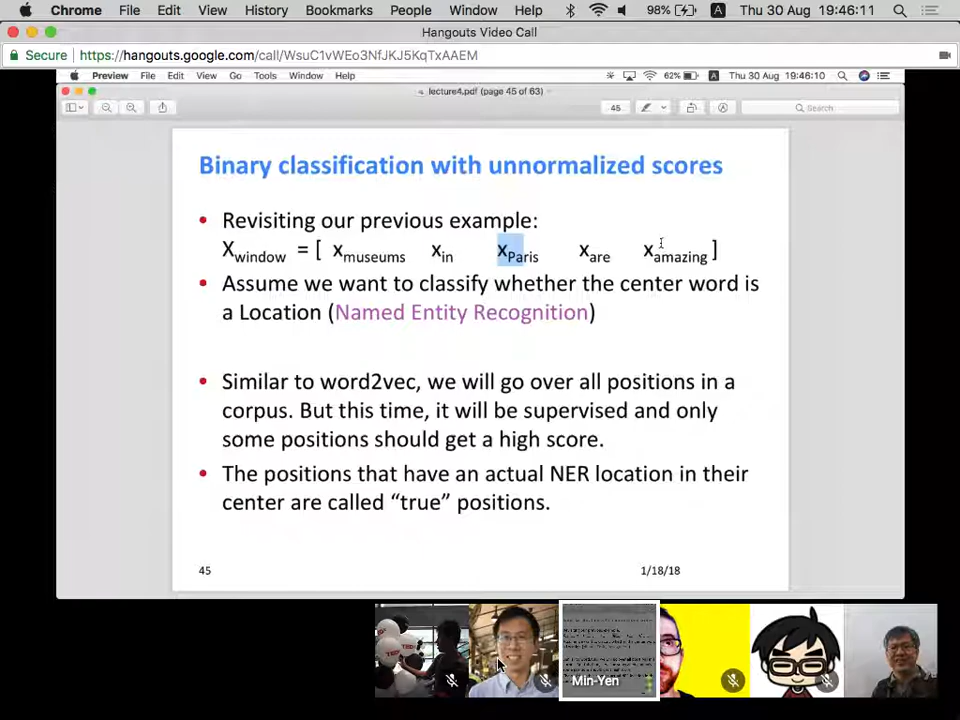 Chrome File Edit View History Bookmarks People Window Help 98% A Thu 30 Aug 19:46:11
Hangouts Video Call
Secure https://hangouts.google.com/call/WsuC1vWEo3NfJKJ5KqTxAAEM
Preview File Edit View Go Tools Window Help 62% A Thu 30 Aug 19:46:10
lecture4.pdf (page 45 of 63)
45 Search
Binary classification with unnormalized scores
• Revisiting our previous example:
Xwindow = [ xmuseums xin xParis xare xamazing ]
• Assume we want to classify whether the center word is
a Location (Named Entity Recognition)
• Similar to word2vec, we will go over all positions in a
corpus. But this time, it will be supervised and only
some positions should get a high score.
• The positions that have an actual NER location in their
center are called “true” positions.
45 1/18/18
Min-Yen